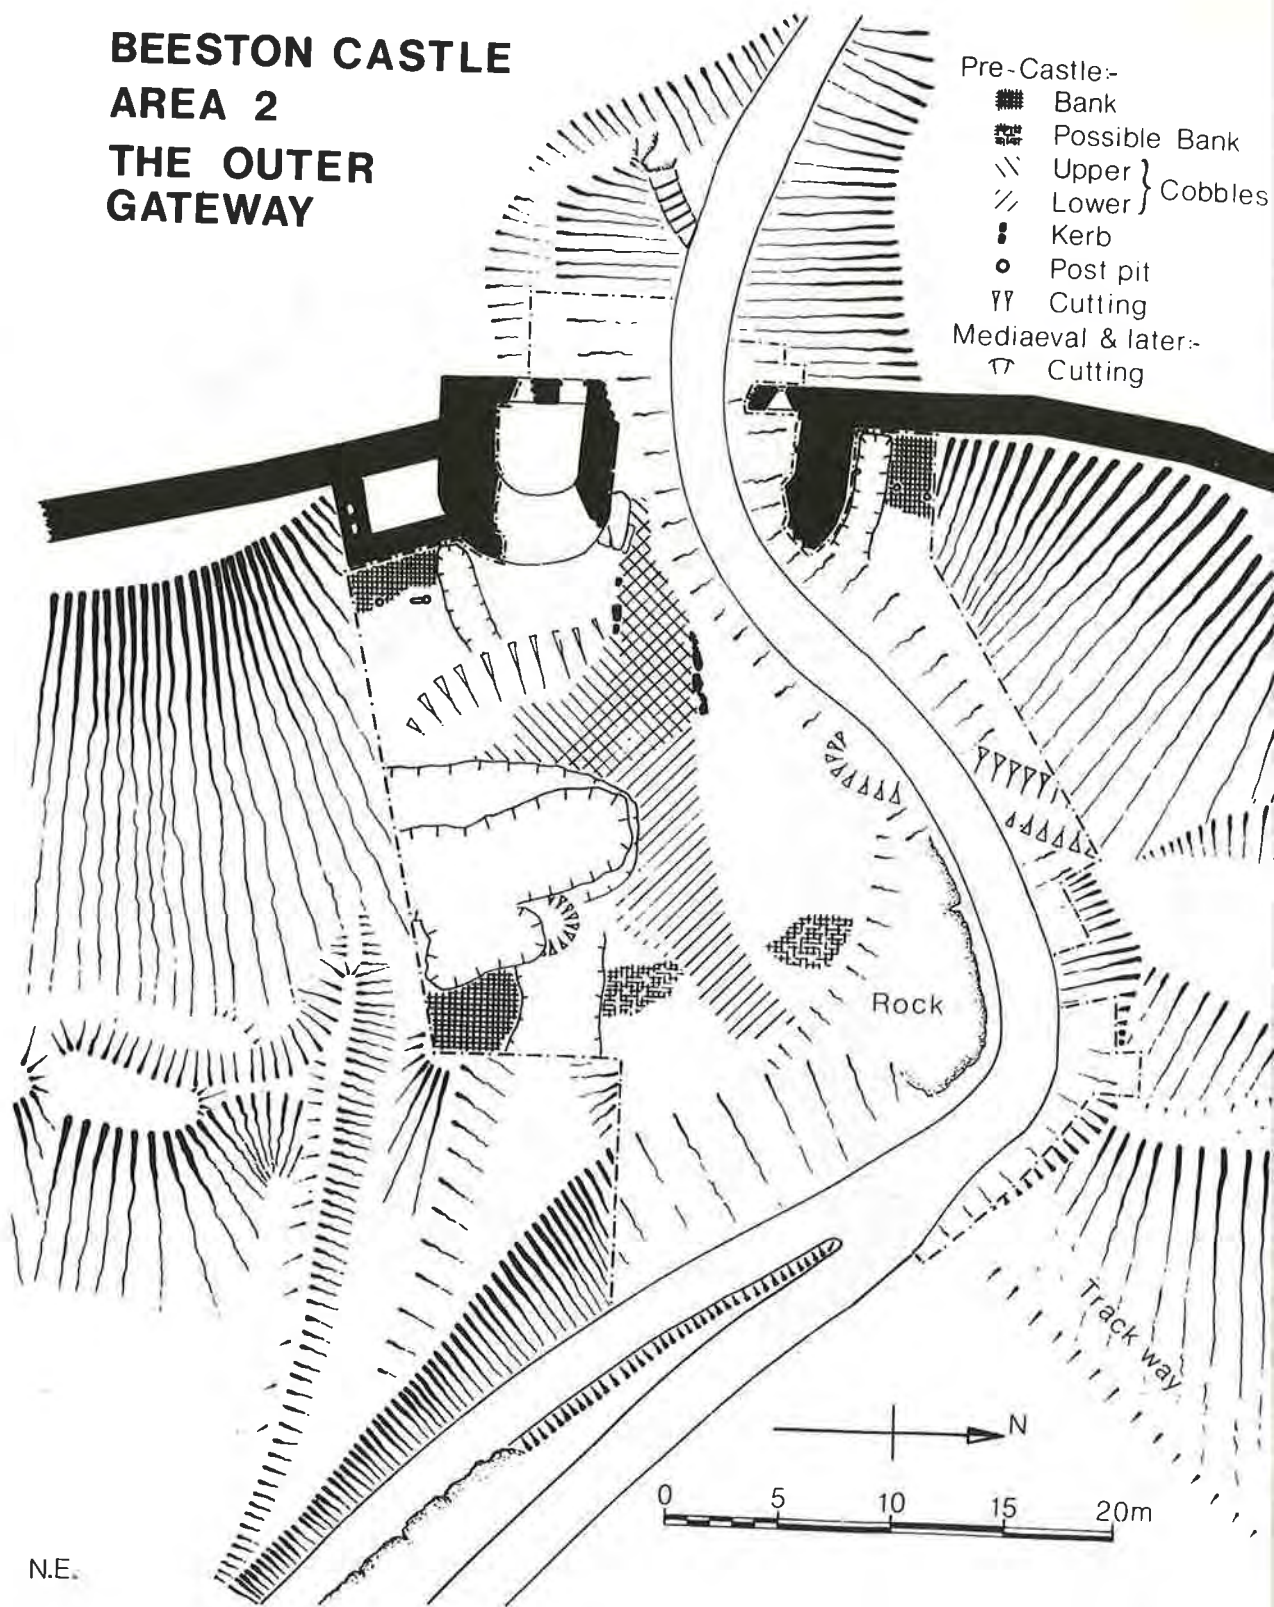 BEESTON CASTLE
AREA 2
THE OUTER
GATEWAY
Pre-Castle:-
Bank
Possible Bank
Upper
Lower
Cobbles
Kerb
Post pit
Cutting
Mediaeval & later:-
Cutting
Rock
Track way
N
0 5 10 15 20m
N.E.